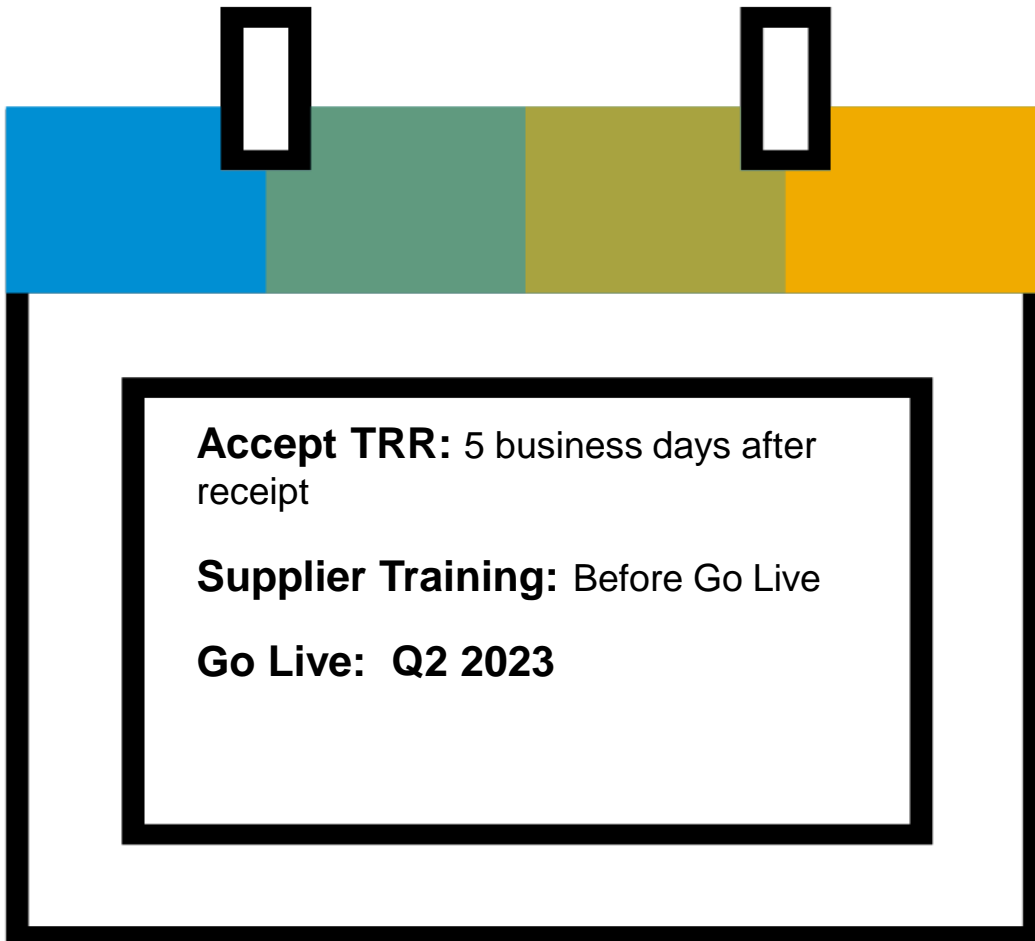 Accept TRR: 5 business days after
receipt
Supplier Training: Before Go Live
Go Live:  Q2 2023